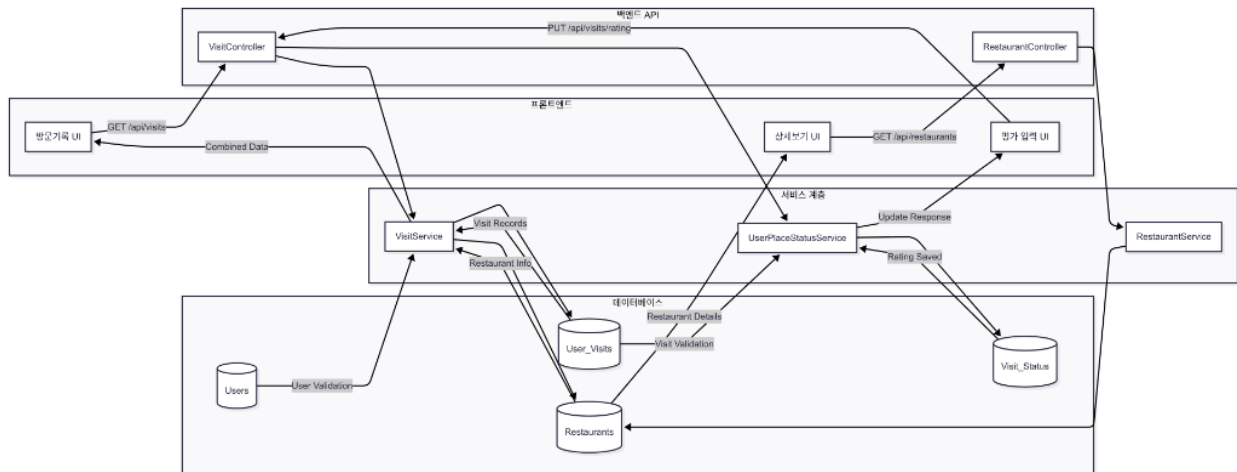 백엔드 API
PUT /api/visits/rating
VisitController
RestaurantController
프론트엔드
방문기록 UI
GET /api/visits
상세보기 UI
GET /api/restaurants
평가 입력 UI
Combined Data
서비스 계층
Visit Records
Update Response
VisitService
UserPlaceStatusService
RestaurantService
Restaurant Info
Rating Saved
데이터베이스
Restaurant Details
User_Visits
Visit Validation
Visit_Status
Users
User Validation
Restaurants